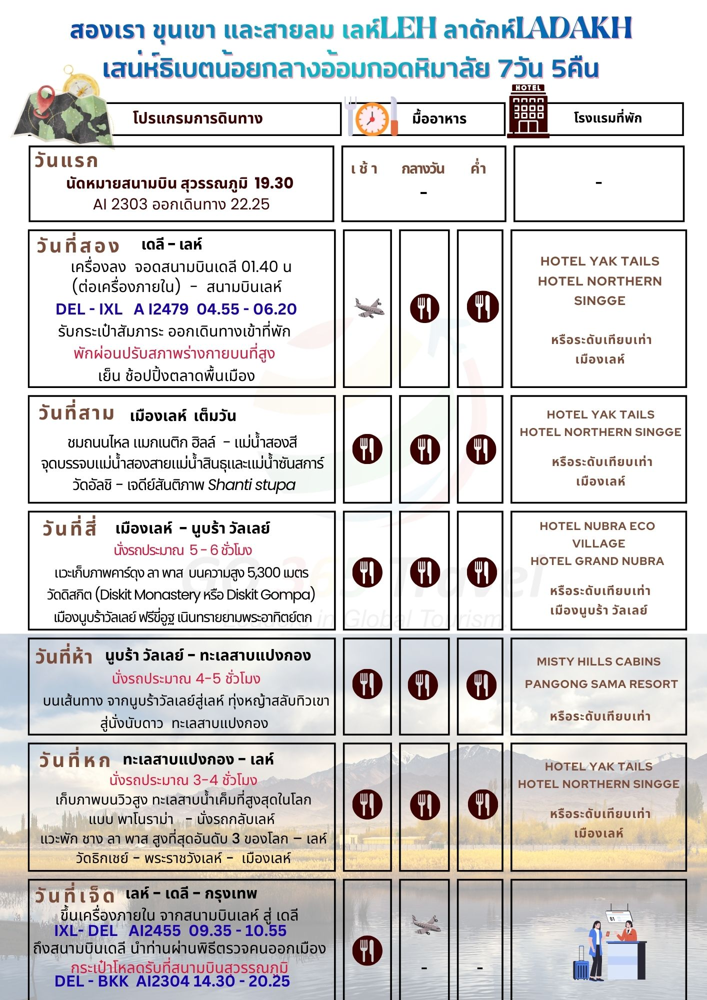 สองเรา ขุนเขา และสายลม เลห์LEH ลาดักห์LADAKH
เสน่ห์ธิเบตน้อยกลางอ้อมกอดหิมาลัย 7วัน 5คืน
โปรแกรมการดินทาง
มื้ออาหาร
HOTEL
โรงแรมที่พัก
วันแรก
นัดหมายสนามบิน สุวรรณภูมิ 19.30
AI 2303 ออกเดินทาง 22.25
เช้า กลางวัน ค่ำ
-
-
วันที่สอง เดลี – เลห์
เครื่องลง จอดสนามบินเดลี 01.40 น
(ต่อเครื่องภายใน) - สนามบินเลห์
DEL - IXL A I2479 04.55 - 06.20
รับกระเป๋าสัมภาระ ออกเดินทางเข้าที่พัก
พักผ่อนปรับสภาพร่างกายบนที่สูง
เย็น ช้อปปิ้งตลาดพื้นเมือง
HOTEL YAK TAILS
HOTEL NORTHERN
SINGGE
หรือระดับเทียบเท่า
เมืองเลห์
วันที่สาม เมืองเลห์ เต็มวัน
ชมถนนไหล แมกเนติก ฮิลล์ - แม่น้ำสองสี
จุดบรรจบแม่น้ำสองสายแม่น้ำสินธุและแม่น้ำซันสการ์
วัดอัลชิ - เจดีย์สันติภาพ Shanti stupa
HOTEL YAK TAILS
HOTEL NORTHERN SINGGE
หรือระดับเทียบเท่า
เมืองเลห์
วันที่สี่ เมืองเลห์ – นูบร้า วัลเลย์
นั่งรถประมาณ 5 - 6 ชั่วโมง
แวะเก็บภาพคาร์ดุง ลา พาส บนความสูง 5,300 เมตร
วัดดิสกิต (Diskit Monastery หรือ Diskit Gompa)
เมืองนูบร้าวัลเลย์ ฟรีขี่อูฐ เนินทรายยามพระอาทิตย์ตก
HOTEL NUBRA ECO
VILLAGE
HOTEL GRAND NUBRA
หรือระดับเทียบเท่า
เมืองนูบร้า วัลเลย์
GO 365 Travel
Leaders in Global Tourism.
วันที่ห้า นูบร้า วัลเลย์ – ทะเลสาบแปงกอง
นั่งรถประมาณ 4-5 ชั่วโมง
บนเส้นทาง จากนูบร้าวัลเลย์สู่เลห์ ทุ่งหญ้าสลับทิวเขา
สู่นั่งนับดาว ทะเลสาบแปงกอง
MISTY HILLS CABINS
PANGONG SAMA RESORT
หรือระดับเทียบเท่า
วันที่หก ทะเลสาบแปงกอง – เลห์
นั่งรถประมาณ 3-4 ชั่วโมง
เก็บภาพบนวิวสูง ทะเลสาบน้ำเค็มที่สูงสุดในโลก
แบบ พาโนราม่า - นั่งรถกลับเลห์
แวะพัก ชาง ลา พาส สูงที่สุดอันดับ 3 ของโลก – เลห์
วัดธิกเชย์ - พระราชวังเลห์ - เมืองเลห์
HOTEL YAK TAILS
HOTEL NORTHERN SINGGE
หรือระดับเทียบเท่า
เมืองเลห์
วันที่เจ็ด เลห์ – เดลี – กรุงเทพ
ขึ้นเครื่องภายใน จากสนามบินเลห์ สู่ เดลี
IXL- DEL AI2455 09.35 - 10.55
ถึงสนามบินเดลี นำท่านผ่านพิธีตรวจคนออกเมือง
กระเป๋าโหลดรับที่สนามบินสุวรรณภูมิ
DEL - BKK AI2304 14.30 - 20.25
- -
01